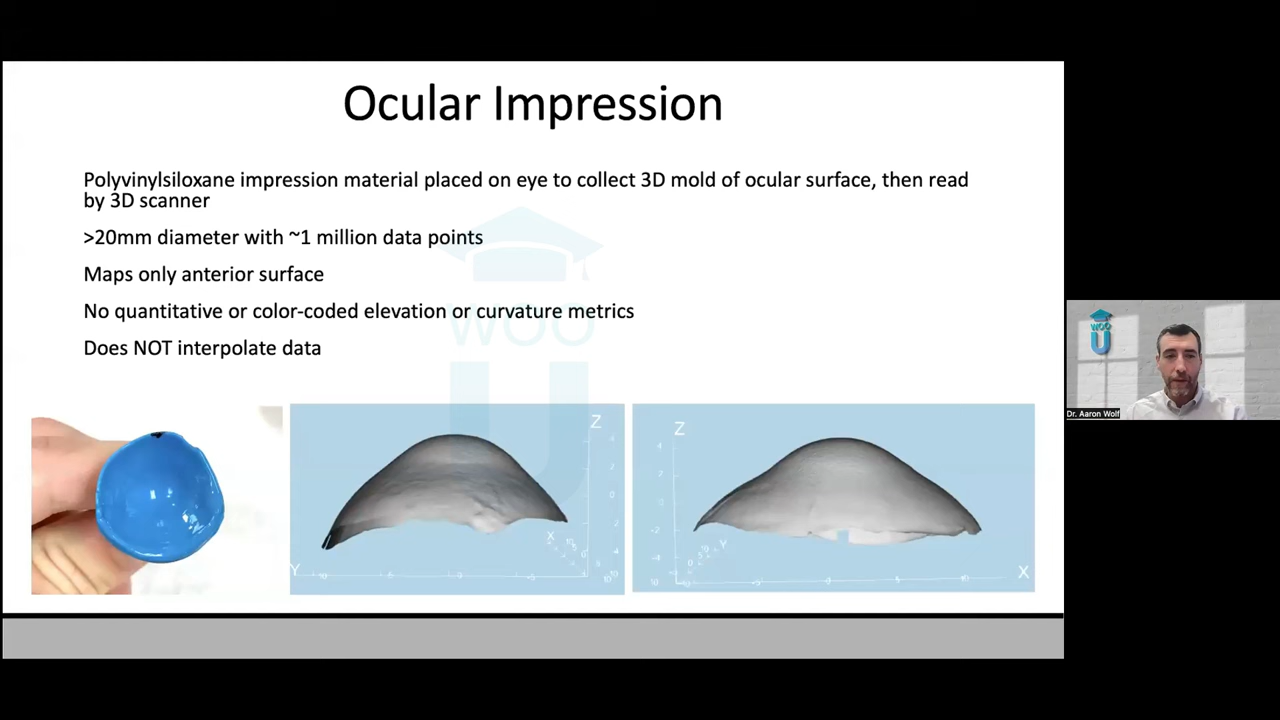 Ocular Impression
Polyvinylsiloxane impression material placed on eye to collect 3D mold of ocular surface, then read
by 3D scanner
>20mm diameter with ~1 million data points
Maps only anterior surface
No quantitative or color-coded elevation or curvature metrics
Does NOT interpolate data
WOO
U
Z
X
Y
Z
Y
X
WOO
U
Dr. Aaron Wolf